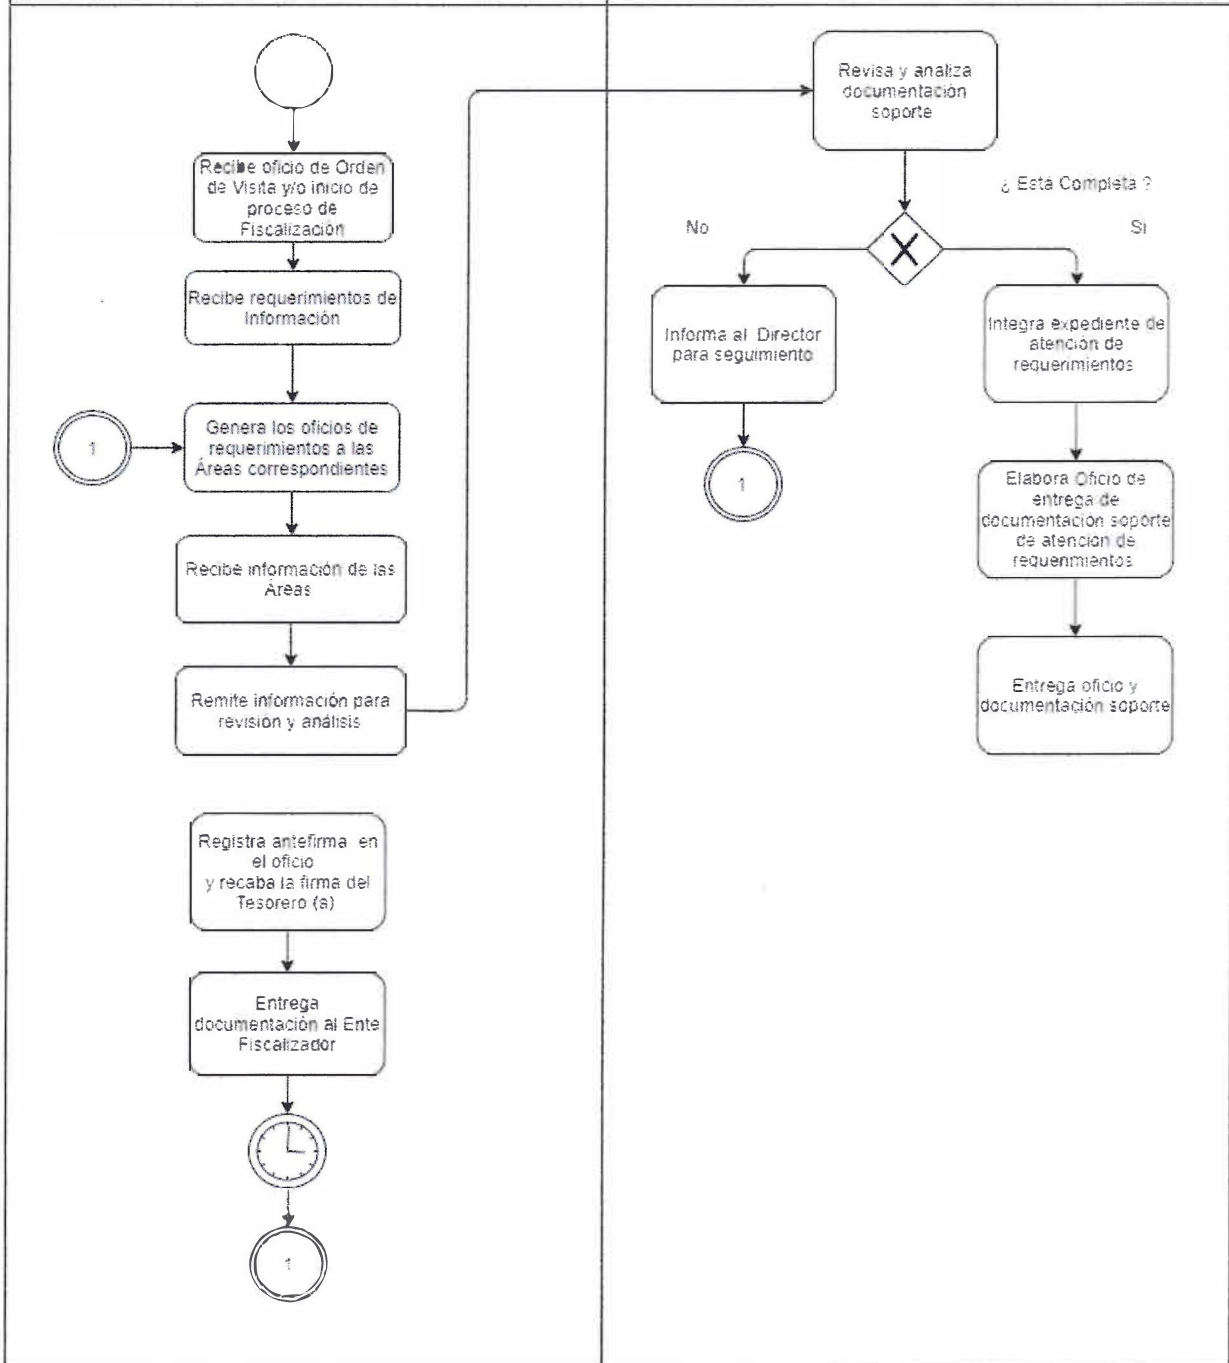 Recibe oficio de Orden
de Visita y/o inicio de
proceso de
Fiscalización
Recibe requerimientos de
Información
1
Genera los oficios de
requerimientos a las
Áreas correspondientes
Recibe información de las
Áreas
Remite información para
revisión y análisis
Registra antefirma en
el oficio
y recaba la firma del
Tesorero (a)
Entrega
documentación al Ente
Fiscalizador
1
Revisa y analiza
documentación
soporte
¿ Está Completa ?
No
Si
Informa al Director
para seguimiento
1
Integra expediente de
atención de
requerimientos
Elabora Oficio de
entrega de
documentación soporte
de atención de
requerimientos
Entrega oficio y
documentación soporte